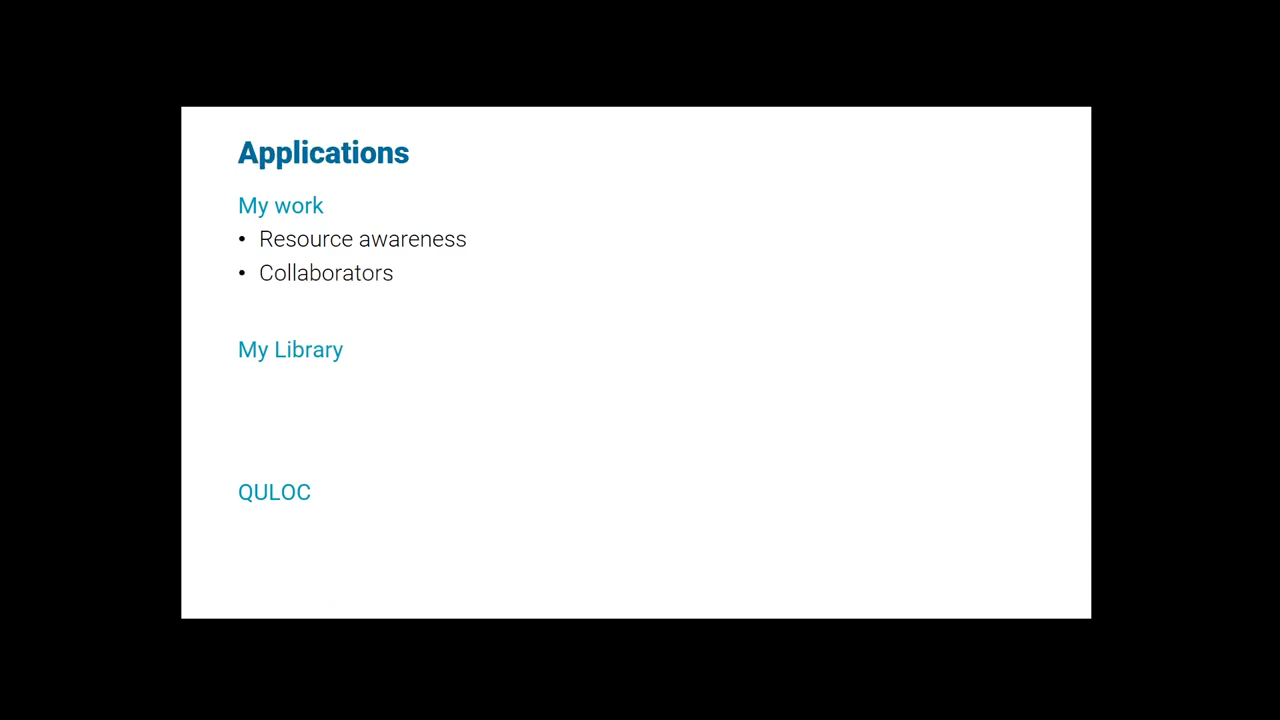 Applications
My work
• Resource awareness
• Collaborators
My Library
QULOC